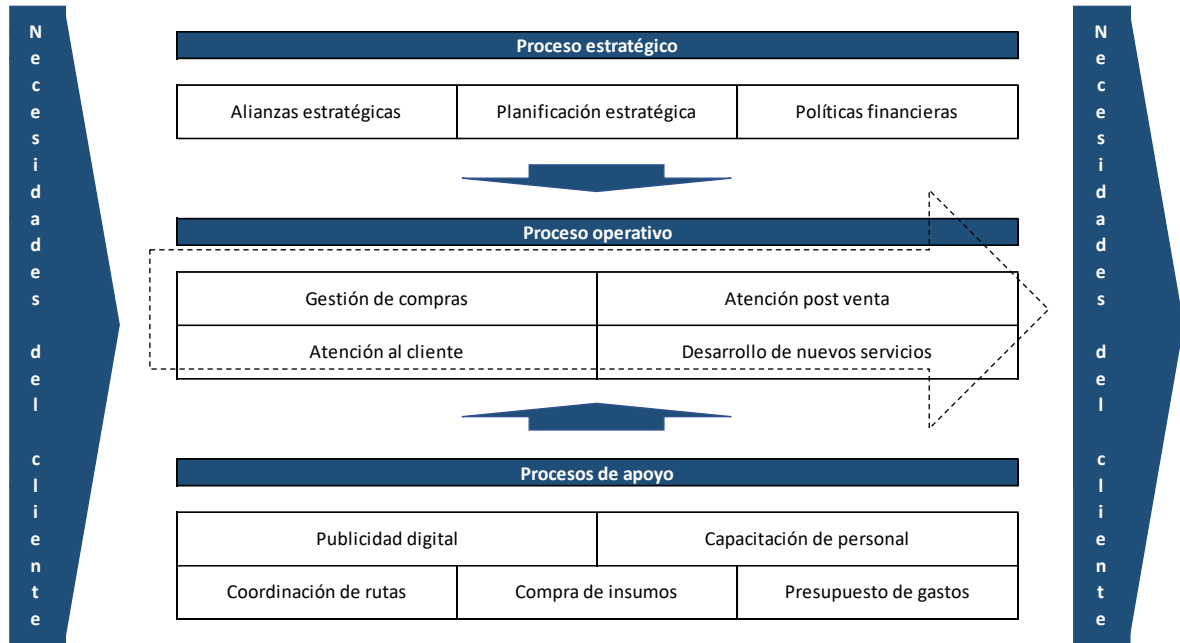 Necesidades del cliente
Proceso estratégico
Alianzas estratégicas
Planificación estratégica
Políticas financieras
Proceso operativo
Gestión de compras
Atención post venta
Atención al cliente
Desarrollo de nuevos servicios
Procesos de apoyo
Publicidad digital
Capacitación de personal
Coordinación de rutas
Compra de insumos
Presupuesto de gastos
Necesidades del cliente